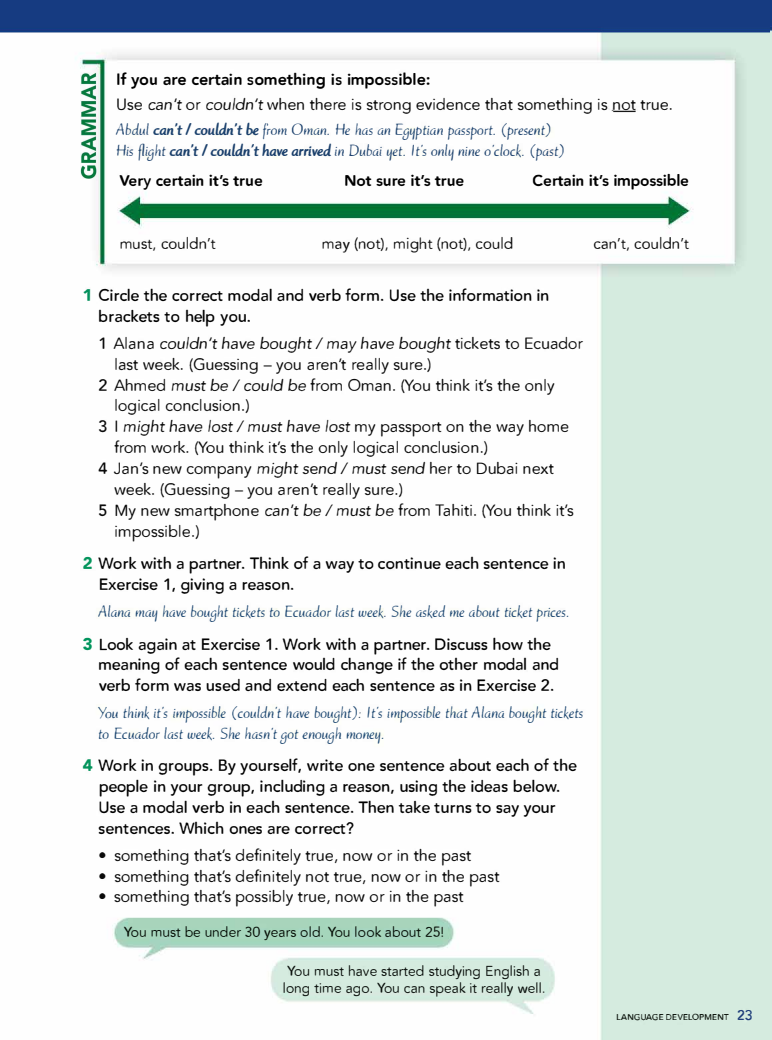 GRAMMAR
If you are certain something is impossible:
Use can't or couldn't when there is strong evidence that something is not true.
Abdul can't / couldn't be from Oman. He has an Egyptian passport. (present)
His flight can't / couldn't have arrived in Dubai yet. It's only nine o'clock. (past)
Very certain it's true Not sure it's true Certain it's impossible
must, couldn't may (not), might (not), could can't, couldn't
1 Circle the correct modal and verb form. Use the information in
brackets to help you.
1 Alana couldn't have bought / may have bought tickets to Ecuador
last week. (Guessing – you aren't really sure.)
2 Ahmed must be / could be from Oman. (You think it's the only
logical conclusion.)
3 I might have lost / must have lost my passport on the way home
from work. (You think it's the only logical conclusion.)
4 Jan's new company might send / must send her to Dubai next
week. (Guessing – you aren't really sure.)
5 My new smartphone can't be / must be from Tahiti. (You think it's
impossible.)
2 Work with a partner. Think of a way to continue each sentence in
Exercise 1, giving a reason.
Alana may have bought tickets to Ecuador last week. She asked me about ticket prices.
3 Look again at Exercise 1. Work with a partner. Discuss how the
meaning of each sentence would change if the other modal and
verb form was used and extend each sentence as in Exercise 2.
You think it's impossible (couldn't have bought): It's impossible that Alana bought tickets
to Ecuador last week. She hasn't got enough money.
4 Work in groups. By yourself, write one sentence about each of the
people in your group, including a reason, using the ideas below.
Use a modal verb in each sentence. Then take turns to say your
sentences. Which ones are correct?
• something that's definitely true, now or in the past
• something that's definitely not true, now or in the past
• something that's possibly true, now or in the past
You must be under 30 years old. You look about 25!
You must have started studying English a
long time ago. You can speak it really well.
LANGUAGE DEVELOPMENT 23